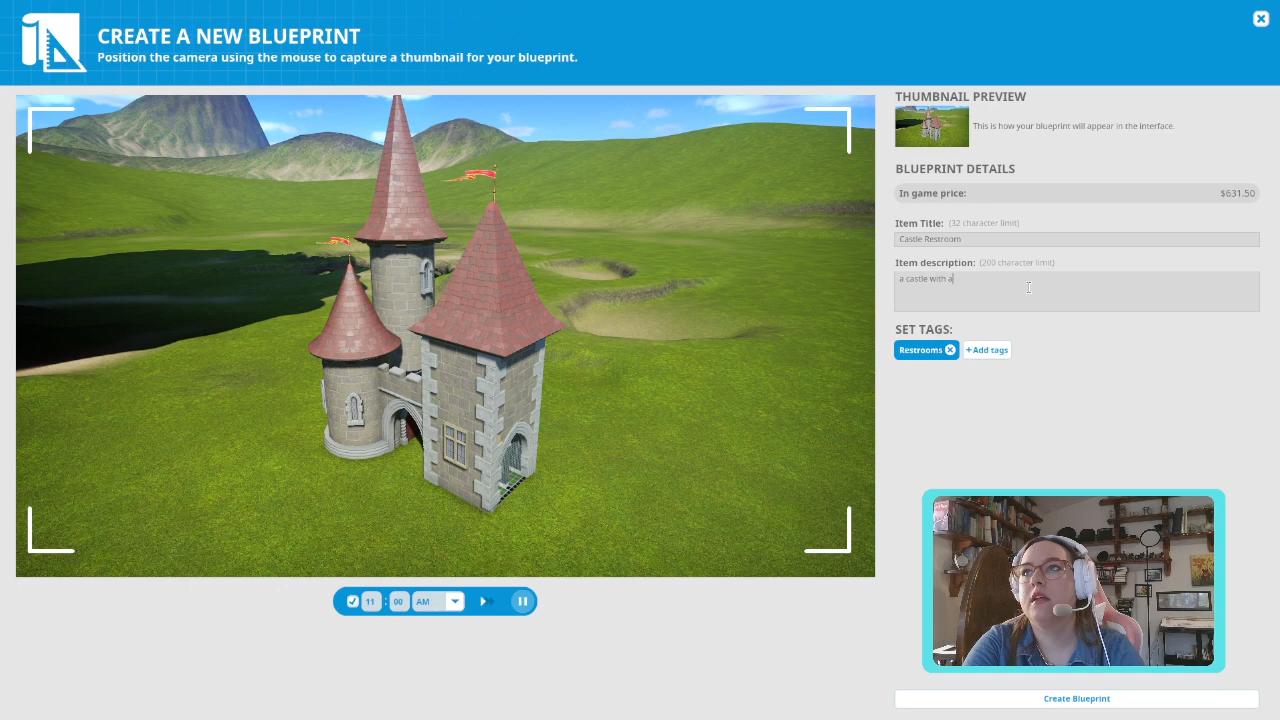 CREATE A NEW BLUEPRINT
Position the camera using the mouse to capture a thumbnail for your blueprint.
THUMBNAIL PREVIEW
This is how your blueprint will appear in the interface.
BLUEPRINT DETAILS
In game price: $631.50
Item Title: (32 character limit)
Castle Restroom
Item description: (200 character limit)
a castle with a
SET TAGS:
Restrooms +Add tags
11 : 00 AM
Create Blueprint